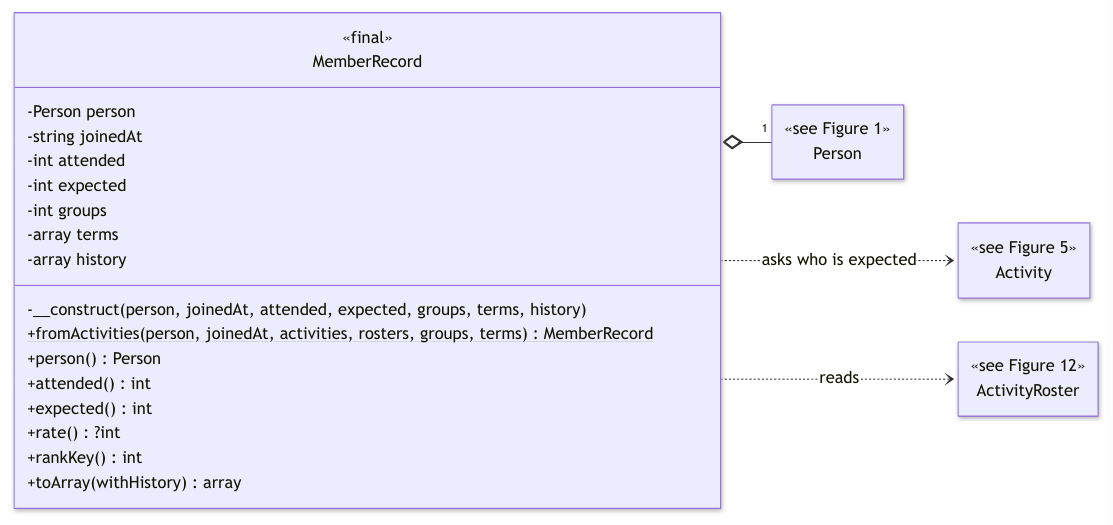 «final»
MemberRecord
-Person person
-string joinedAt
-int attended
-int expected
-int groups
-array terms
-array history
-__construct(person, joinedAt, attended, expected, groups, terms, history)
+fromActivities(person, joinedAt, activities, rosters, groups, terms) : MemberRecord
+person() : Person
+attended() : int
+expected() : int
+rate() : ?int
+rankKey() : int
+toArray(withHistory) : array
1
«see Figure 1»
Person
asks who is expected
«see Figure 5»
Activity
reads
«see Figure 12»
ActivityRoster